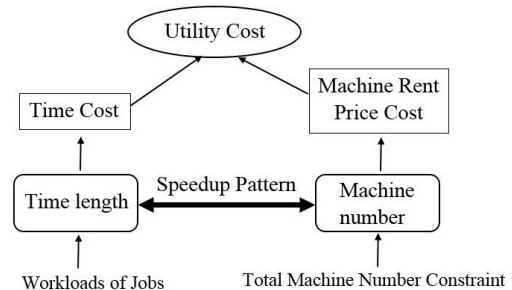 Utility Cost
Time Cost
Machine Rent
Price Cost
Time length
Speedup Pattern
Machine
number
Workloads of Jobs
Total Machine Number Constraint